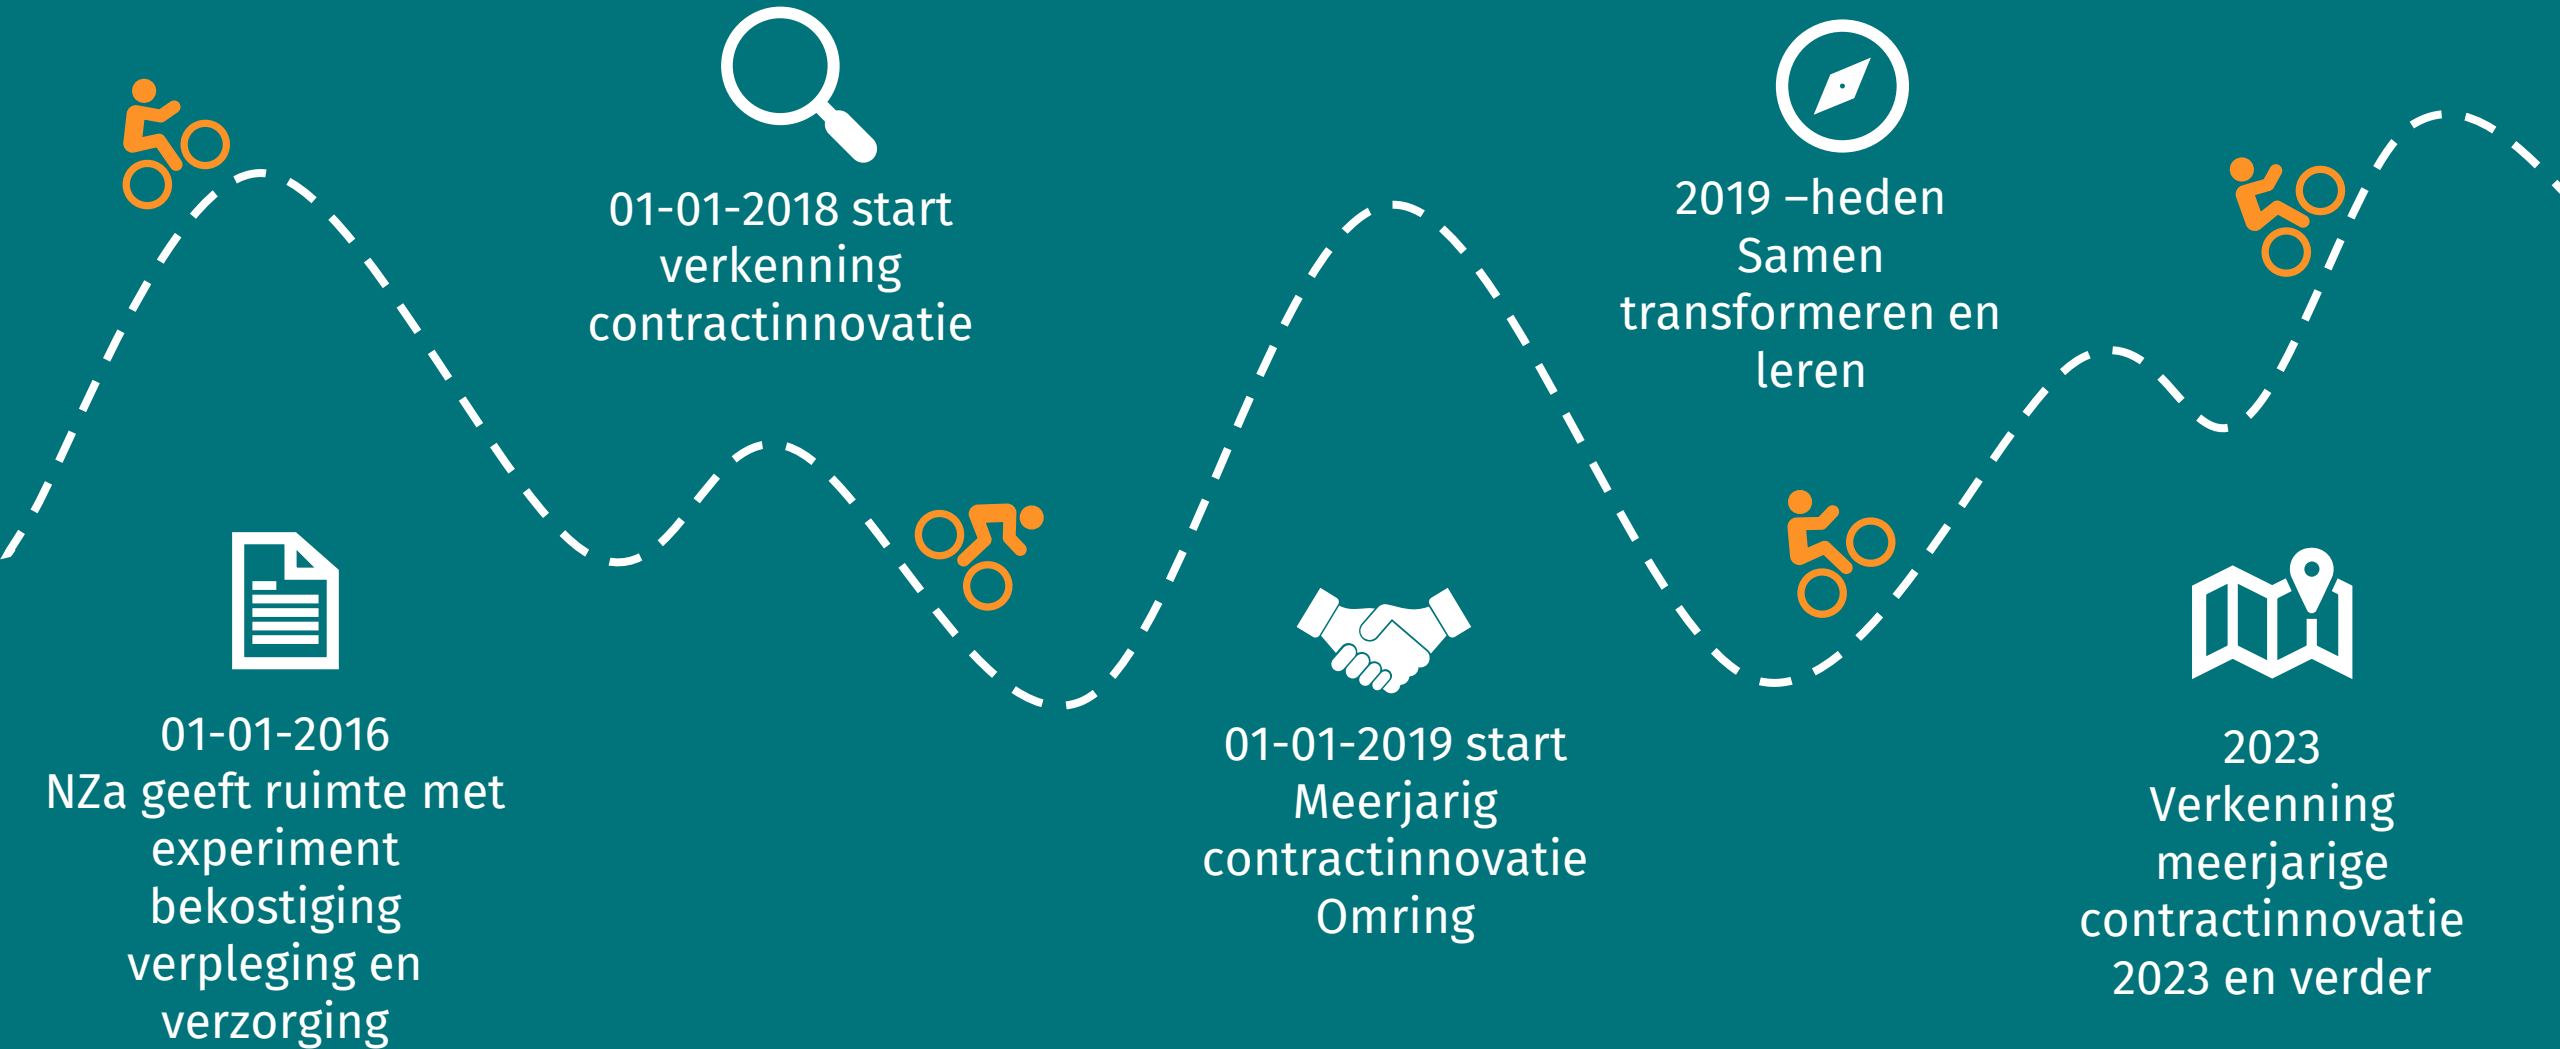 01-01-2016
NZa geeft ruimte met
experiment
bekostiging
verpleging en
verzorging
01-01-2018 start
verkenning
contractinnovatie
01-01-2019 start
Meerjarig
contractinnovatie
Omring
2019 –heden
Samen
transformeren en
leren
2023
Verkenning
meerjarige
contractinnovatie
2023 en verder